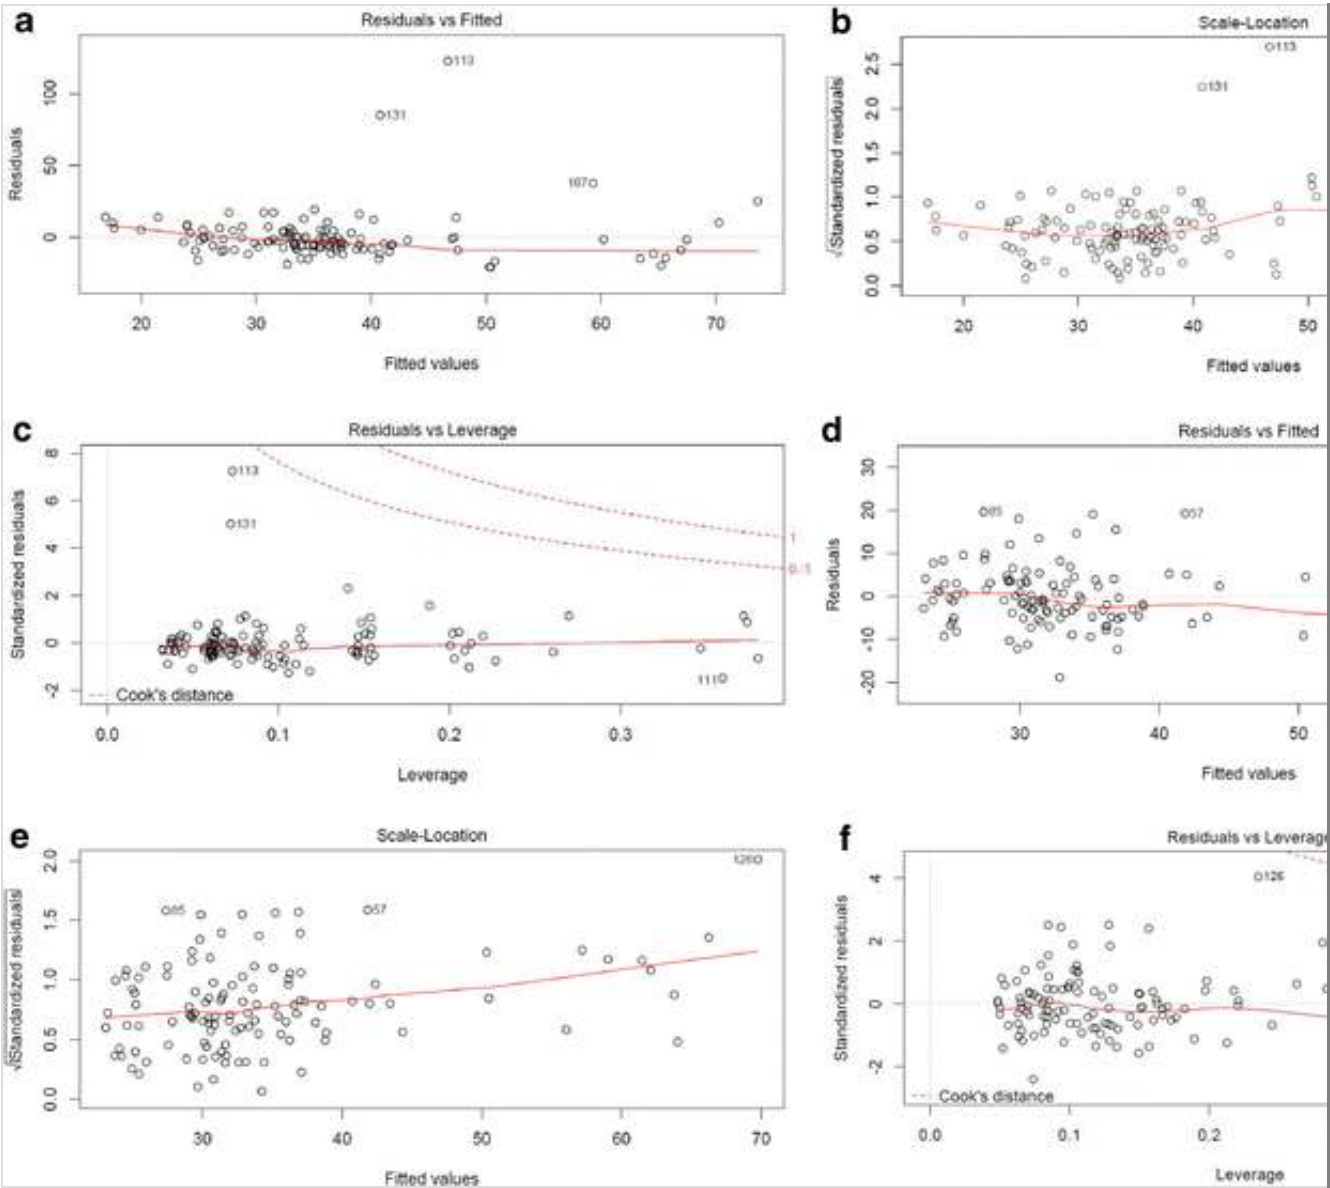 a
Residuals vs Fitted
113
131
167
Residuals
0 50 100
20 30 40 50 60 70
Fitted values
b
Scale-Location
113
131
√|Standardized residuals|
0.0 0.5 1.0 1.5 2.0 2.5
20 30 40 50
Fitted values
c
Residuals vs Leverage
113
131
111
1
0.5
Standardized residuals
-2 0 2 4 6 8
Cook's distance
0.0 0.1 0.2 0.3
Leverage
d
Residuals vs Fitted
85
57
Residuals
-20 -10 0 10 20 30
30 40 50
Fitted values
e
Scale-Location
126
85
57
√|Standardized residuals|
0.0 0.5 1.0 1.5 2.0
30 40 50 60 70
Fitted values
f
Residuals vs Leverage
126
Standardized residuals
-2 0 2 4
Cook's distance
0.0 0.1 0.2
Leverage